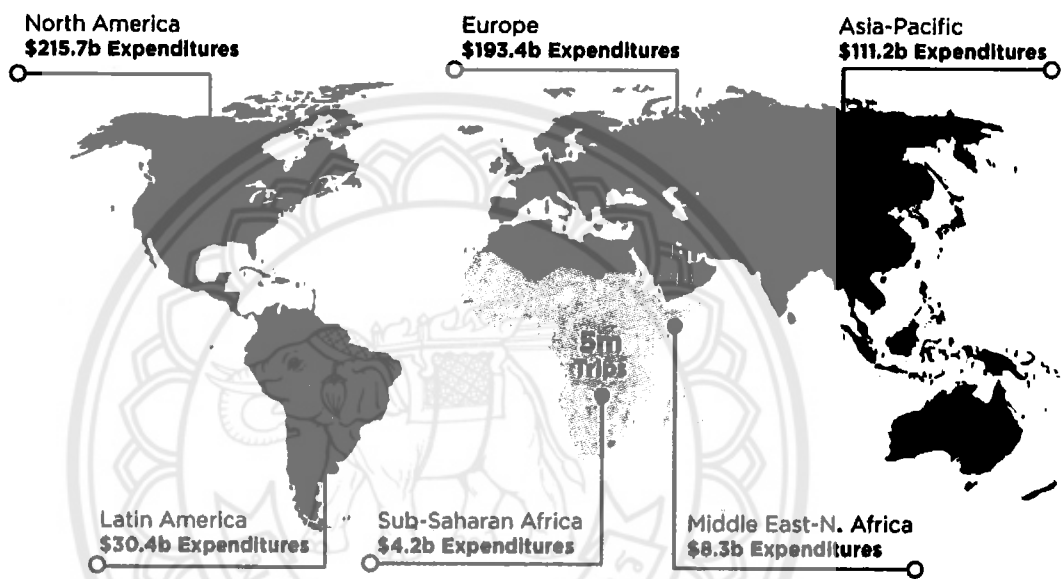 North America
$215.7b Expenditures
Europe
$193.4b Expenditures
Asia-Pacific
$111.2b Expenditures
5m
Trips
Latin America
$30.4b Expenditures
Sub-Saharan Africa
$4.2b Expenditures
Middle East-N. Africa
$8.3b Expenditures